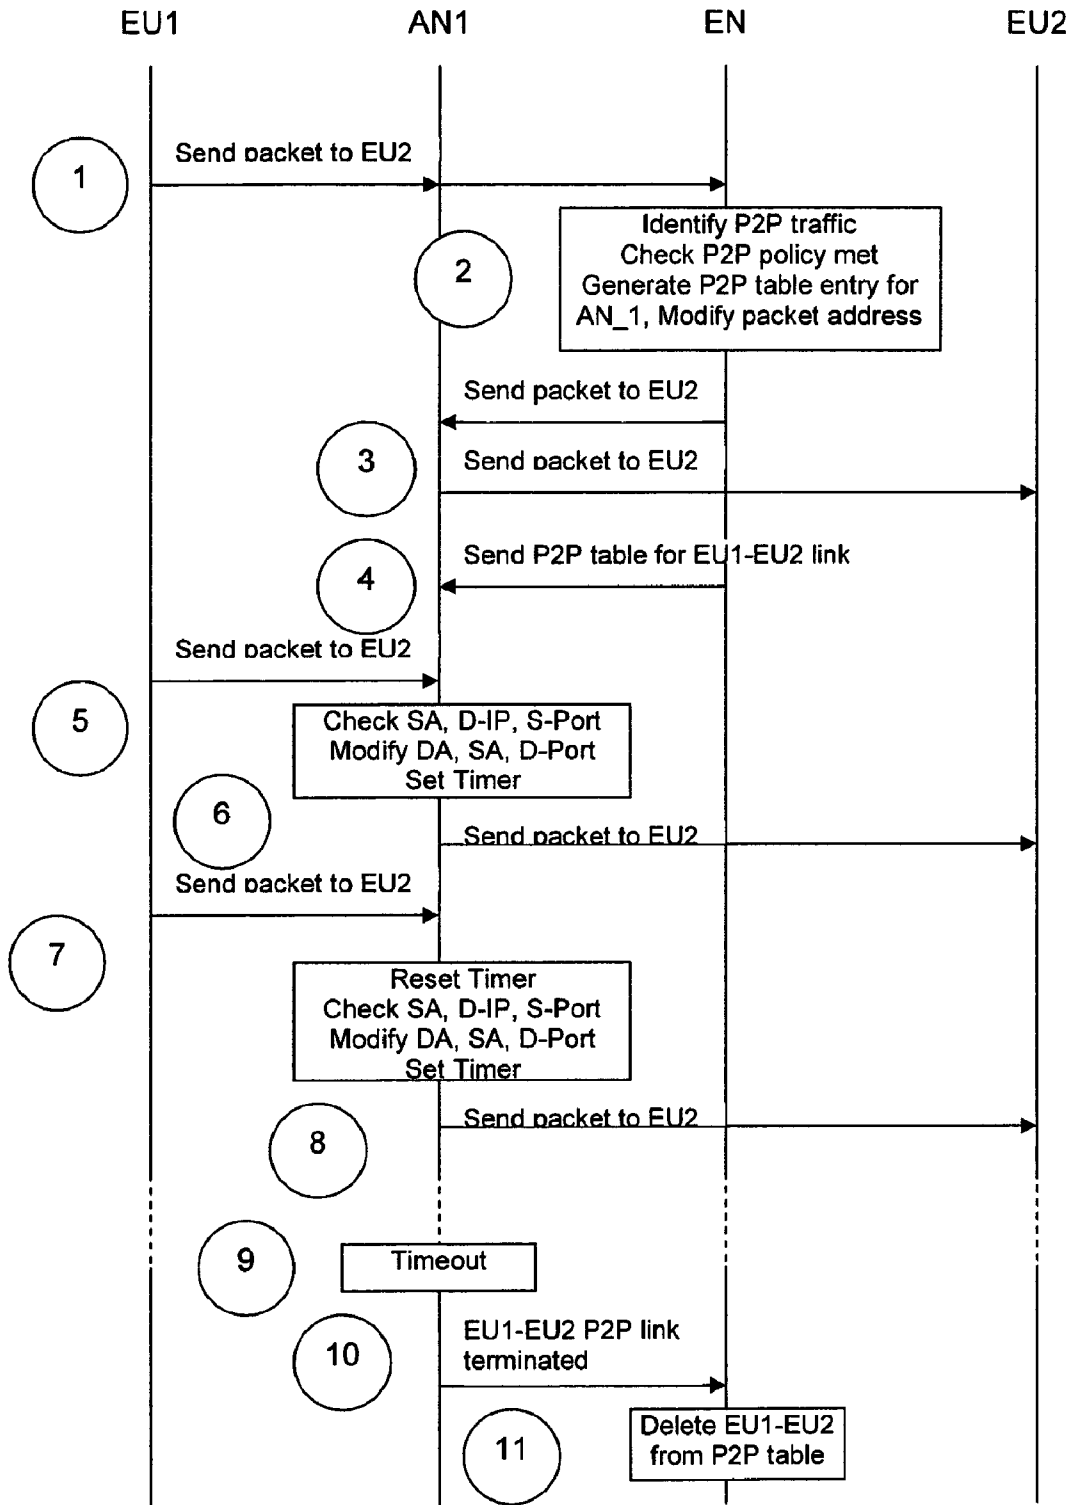 EU1 AN1 EN EU2
Send packet to EU2
1
Identify P2P traffic
Check P2P policy met
Generate P2P table entry for
AN_1, Modify packet address
2
Send packet to EU2
3
Send packet to EU2
Send P2P table for EU1-EU2 link
4
Send packet to EU2
5
Check SA, D-IP, S-Port
Modify DA, SA, D-Port
Set Timer
6
Send packet to EU2
Send packet to EU2
7
Reset Timer
Check SA, D-IP, S-Port
Modify DA, SA, D-Port
Set Timer
Send packet to EU2
8
9
Timeout
EU1-EU2 P2P link
terminated
10
Delete EU1-EU2
from P2P table
11